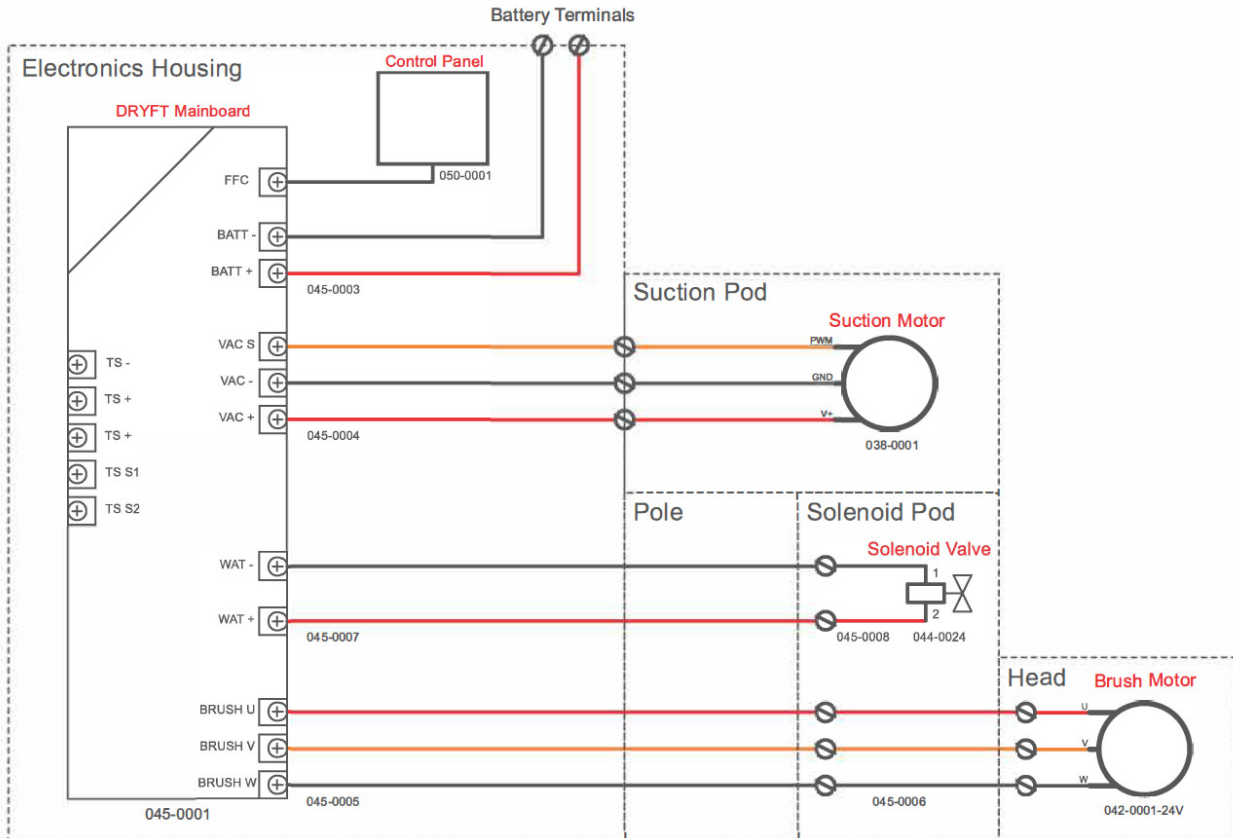 Battery Terminals
Electronics Housing
Control Panel
DRYFT Mainboard
FFC
050-0001
BATT -
BATT +
045-0003
Suction Pod
Suction Motor
VAC S
PWM
TS -
VAC -
GND
TS +
VAC +
V+
045-0004
038-0001
TS +
TS S1
TS S2
Pole
Solenoid Pod
Solenoid Valve
WAT -
1
WAT +
2
045-0007
045-0008
044-0024
Head
Brush Motor
BRUSH U
U
BRUSH V
V
BRUSH W
W
045-0005
045-0006
042-0001-24V
045-0001